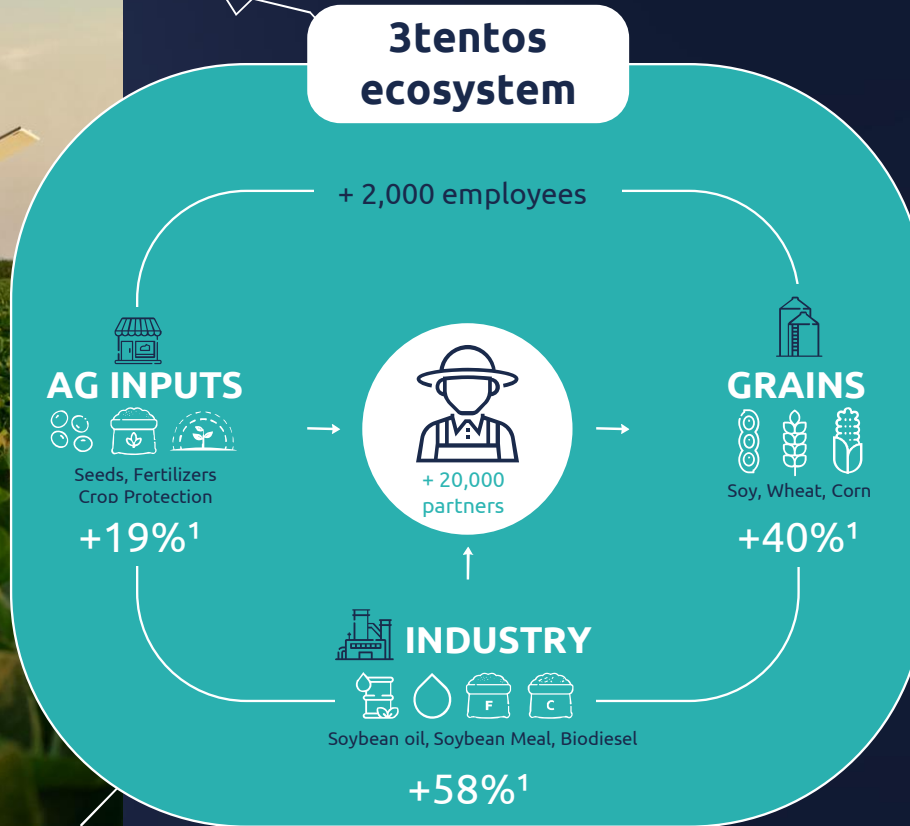 3tentos
ecosystem
+ 2,000 employees
AG INPUTS
Seeds, Fertilizers
Crop Protection
+19%¹
+ 20,000
partners
GRAINS
Soy, Wheat, Corn
+40%¹
INDUSTRY
F
C
Soybean oil, Soybean Meal, Biodiesel
+58%¹